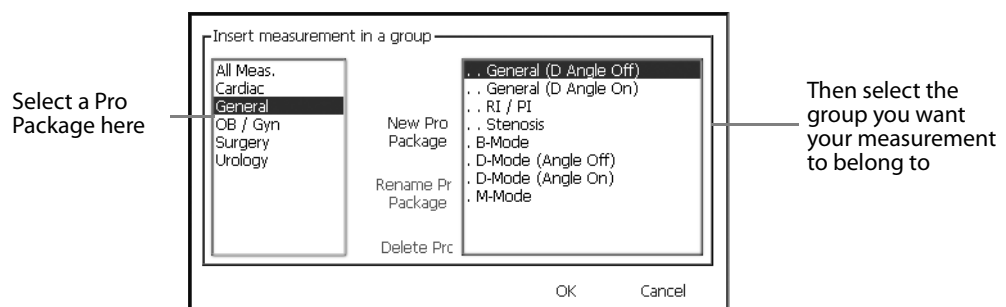 Insert measurement in a group
Select a Pro
Package here
All Meas.
Cardiac
General
OB / Gyn
Surgery
Urology
New Pro
Package
Rename Pr
Package
Delete Prc
. . General (D Angle Off)
. . General (D Angle On)
. . RI / PI
. . Stenosis
. B-Mode
. D-Mode (Angle Off)
. D-Mode (Angle On)
. M-Mode
Then select the
group you want
your measurement
to belong to
OK
Cancel